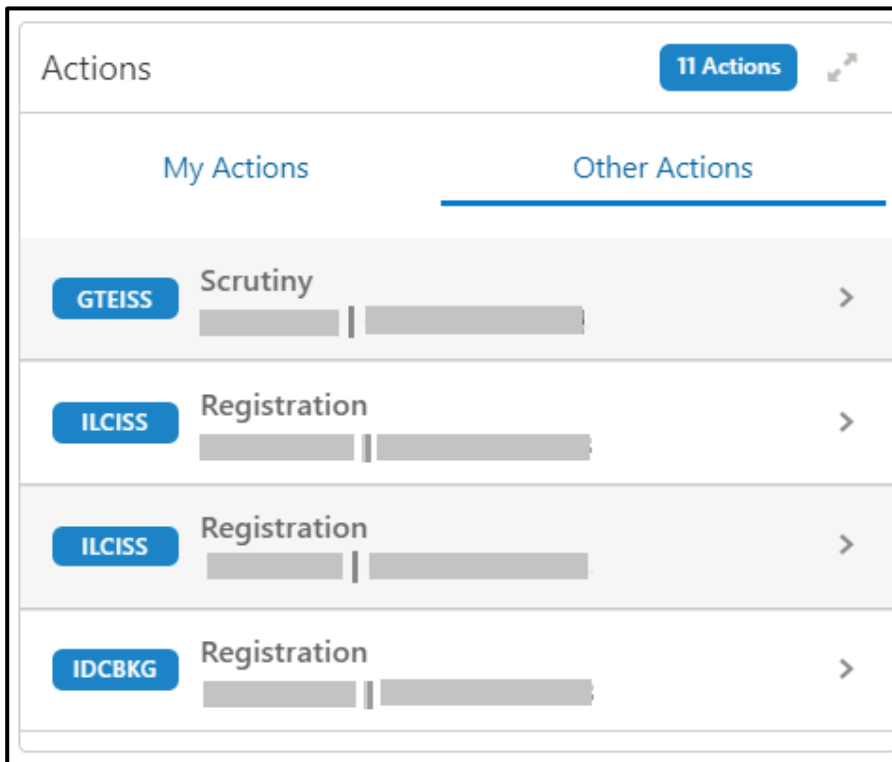 Actions 11 Actions
My Actions Other Actions
GTEISS Scrutiny
ILCISS Registration
ILCISS Registration
IDCBKG Registration